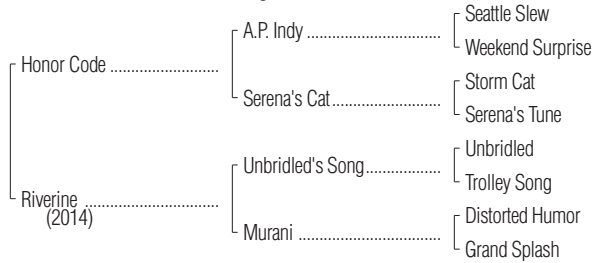 Seattle Slew
A.P. Indy ................................
Weekend Surprise
Honor Code ..........................
Storm Cat
Serena's Cat ..........................
Serena's Tune
Unbridled
Unbridled's Song ..................
Trolley Song
Riverine ................................
(2014)
Distorted Humor
Murani ..................................
Grand Splash